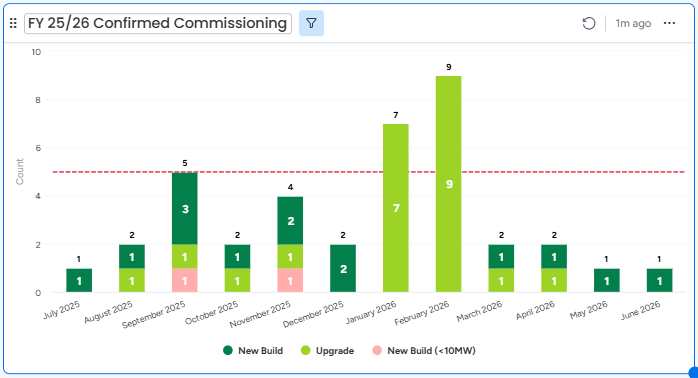 FY 25/26 Confirmed Commissioning
1m ago
10
8
6
4
2
0
Count
1
2
5
2
4
2
7
9
2
2
1
1
1
1
1
3
1
1
1
1
2
1
1
2
7
9
1
1
1
1
1
1
July 2025
August 2025
September 2025
October 2025
November 2025
December 2025
January 2026
February 2026
March 2026
April 2026
May 2026
June 2026
New Build
Upgrade
New Build (<10MW)